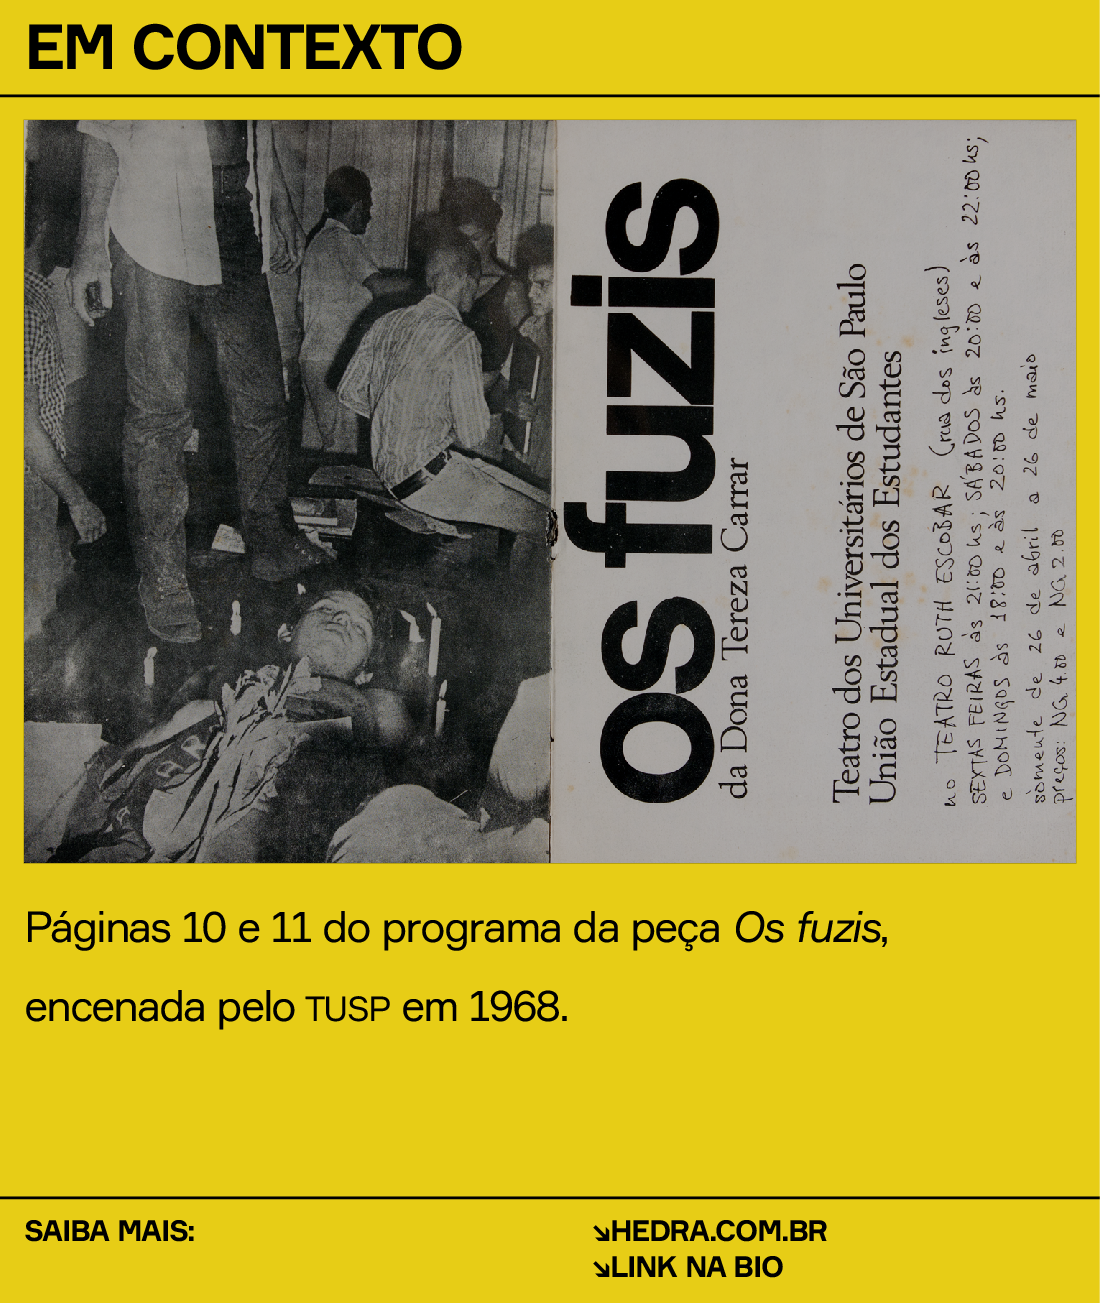 EM CONTEXTO
os fuzis
da Dona Tereza Carrar
Teatro dos Universitários de São Paulo
União Estadual dos Estudantes
no TEATRO RUTH ESCOBAR (rua dos ingleses)
SEXTAS FEIRAS às 21:00 hs; SÁBADOS às 20:00 e às 22:00 hs;
e DOMINGOS às 18:00 e às 20:00 hs.
sòmente de 26 de abril a 26 de maio
preços: NCr. 4.00 e NCr. 2.00
Páginas 10 e 11 do programa da peça Os fuzis,
encenada pelo TUSP em 1968.
SAIBA MAIS:
↘HEDRA.COM.BR
↘LINK NA BIO